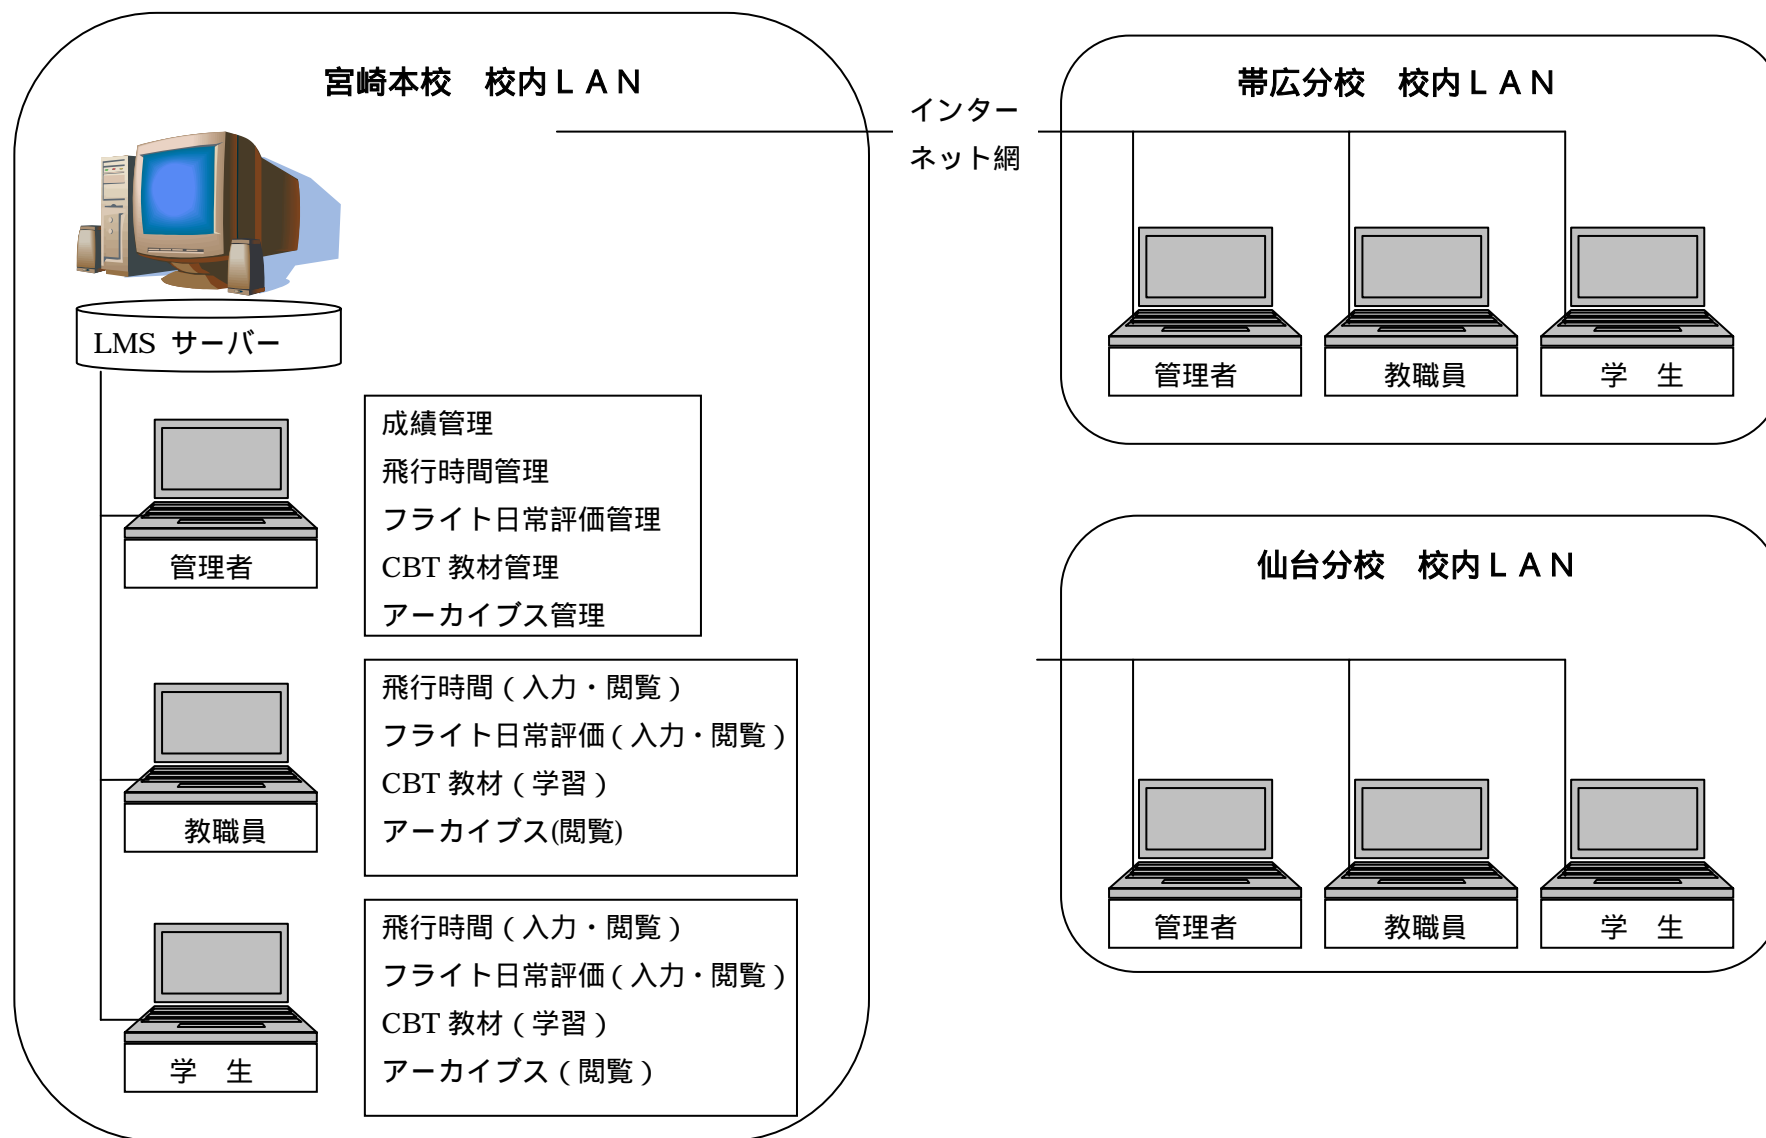 宮崎本校　校内ＬＡＮ
LMS サーバー
管理者
成績管理
飛行時間管理
フライト日常評価管理
CBT 教材管理
アーカイブス管理
教職員
飛行時間（入力・閲覧）
フライト日常評価（入力・閲覧）
CBT 教材（学習）
アーカイブス(閲覧)
学　生
飛行時間（入力・閲覧）
フライト日常評価（入力・閲覧）
CBT 教材（学習）
アーカイブス（閲覧）
インター
ネット網
帯広分校　校内ＬＡＮ
管理者
教職員
学　生
仙台分校　校内ＬＡＮ
管理者
教職員
学　生